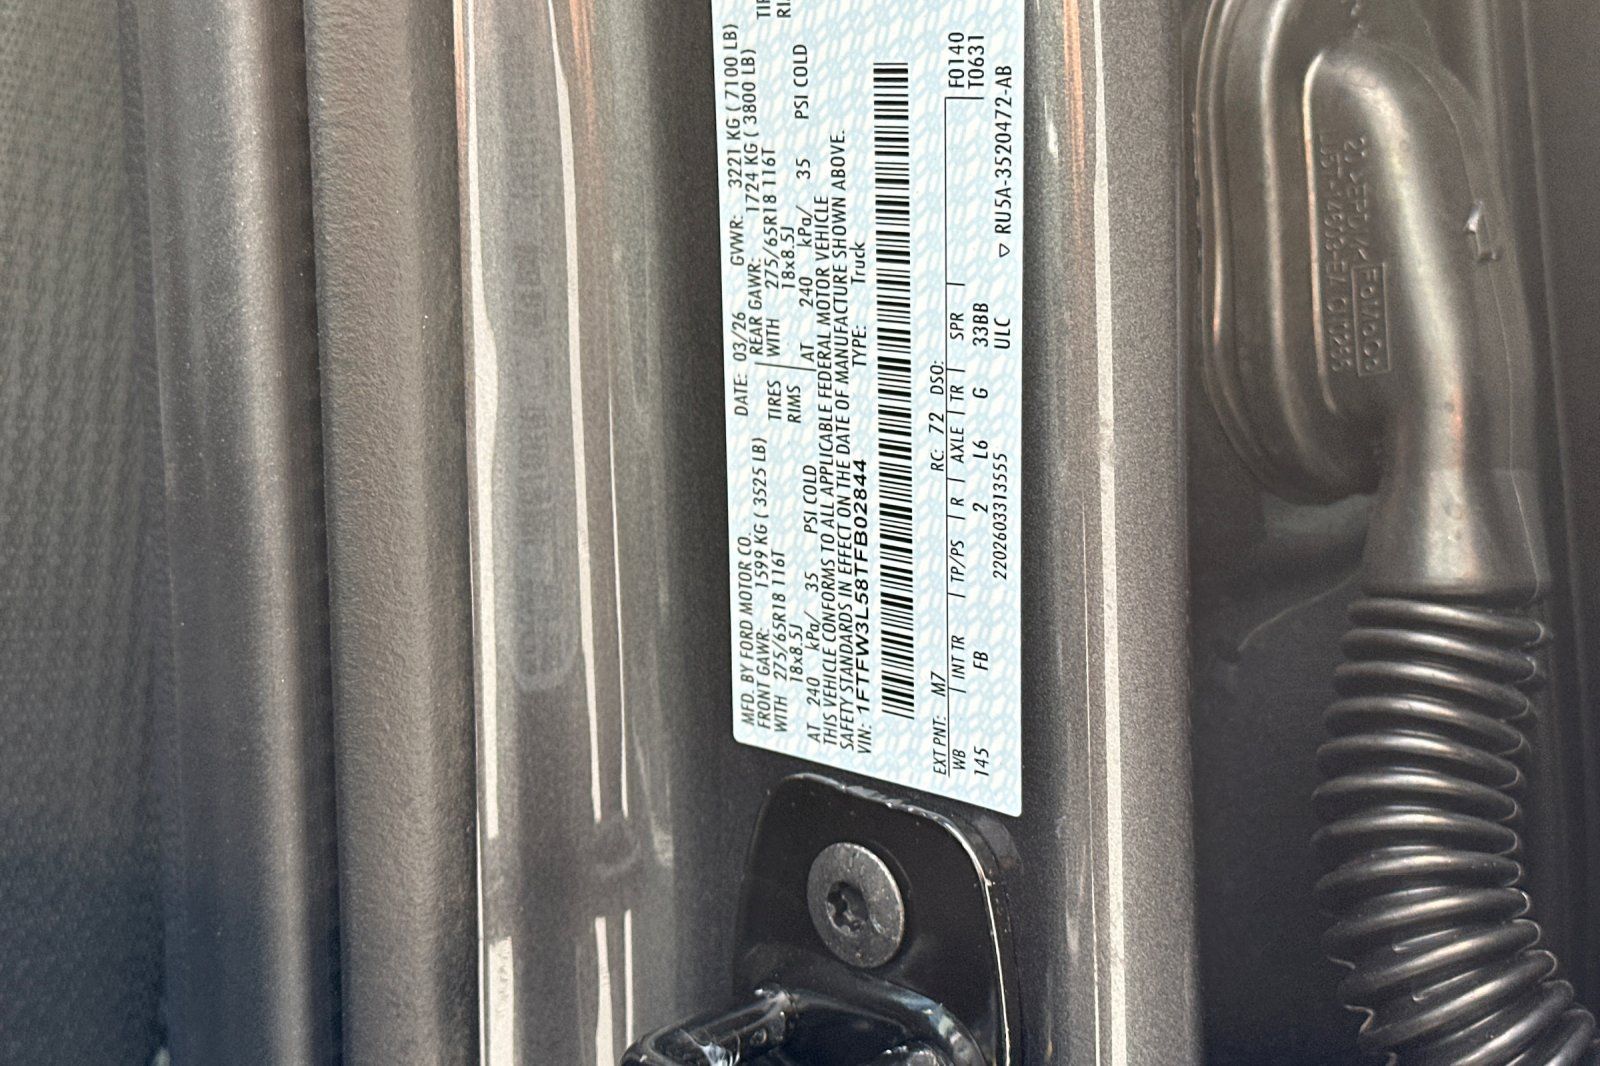 MFD. BY FORD MOTOR CO.
DATE: 03/26 GVWR: 3221 KG ( 7100 LB)
FRONT GAWR: 1599 KG ( 3525 LB)
REAR GAWR: 1724 KG ( 3800 LB)
WITH 275/65R18 116T
TIRES
WITH 275/65R18 116T
18x8.5J
RIMS
18x8.5J
AT 240 kPa/ 35 PSI COLD
AT 240 kPa/ 35 PSI COLD
THIS VEHICLE CONFORMS TO ALL APPLICABLE FEDERAL MOTOR VEHICLE
SAFETY STANDARDS IN EFFECT ON THE DATE OF MANUFACTURE SHOWN ABOVE.
VIN: 1FTFW3L58TFB02844
TYPE: Truck
EXT PNT: M7 RC: 72 DSO:
F0140
WB INT TR TP/PS R AXLE TR SPR
T0631
145 FB 2 L6 G 33BB
2202603313555 ULC RU5A-3520472-AB